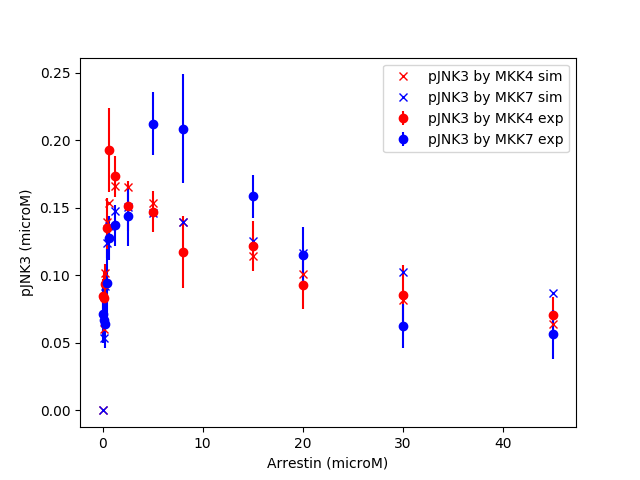 0.25
0.20
0.15
0.10
0.05
0.00
pJNK3 (microM)
0
10
20
30
40
Arrestin (microM)
pJNK3 by MKK4 sim
pJNK3 by MKK7 sim
pJNK3 by MKK4 exp
pJNK3 by MKK7 exp